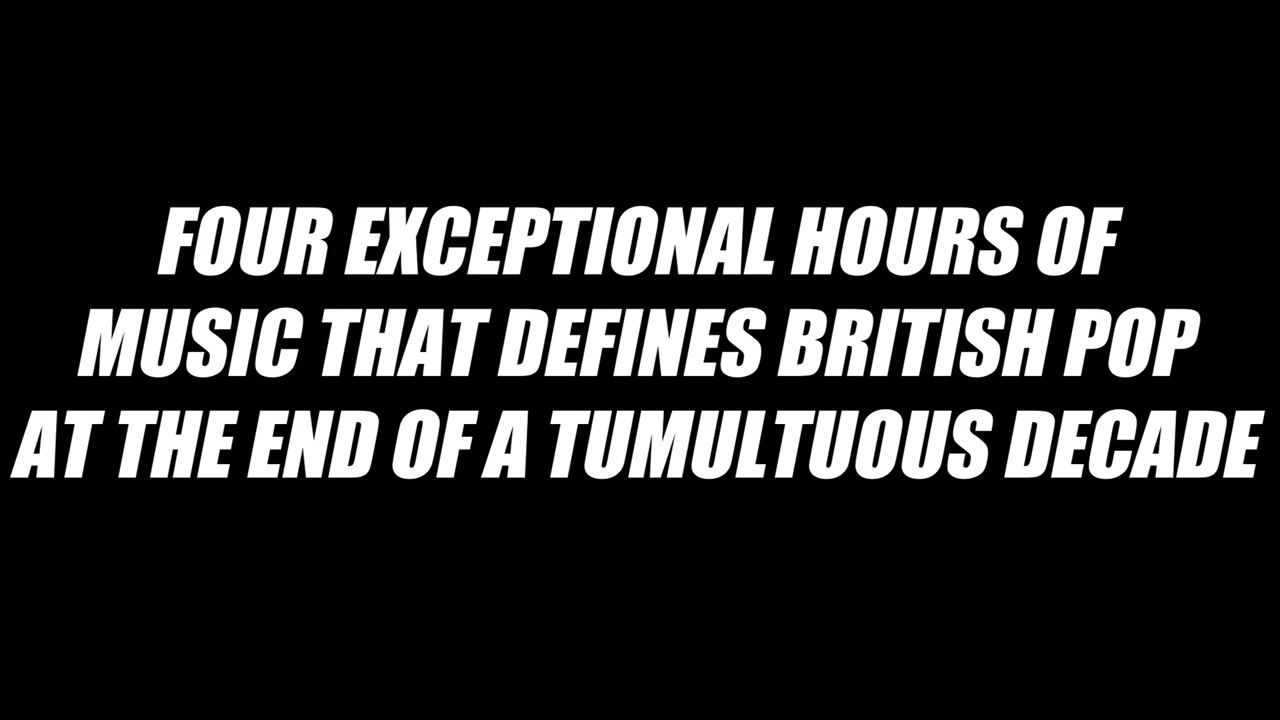 FOUR EXCEPTIONAL HOURS OF
MUSIC THAT DEFINES BRITISH POP
AT THE END OF A TUMULTUOUS DECADE